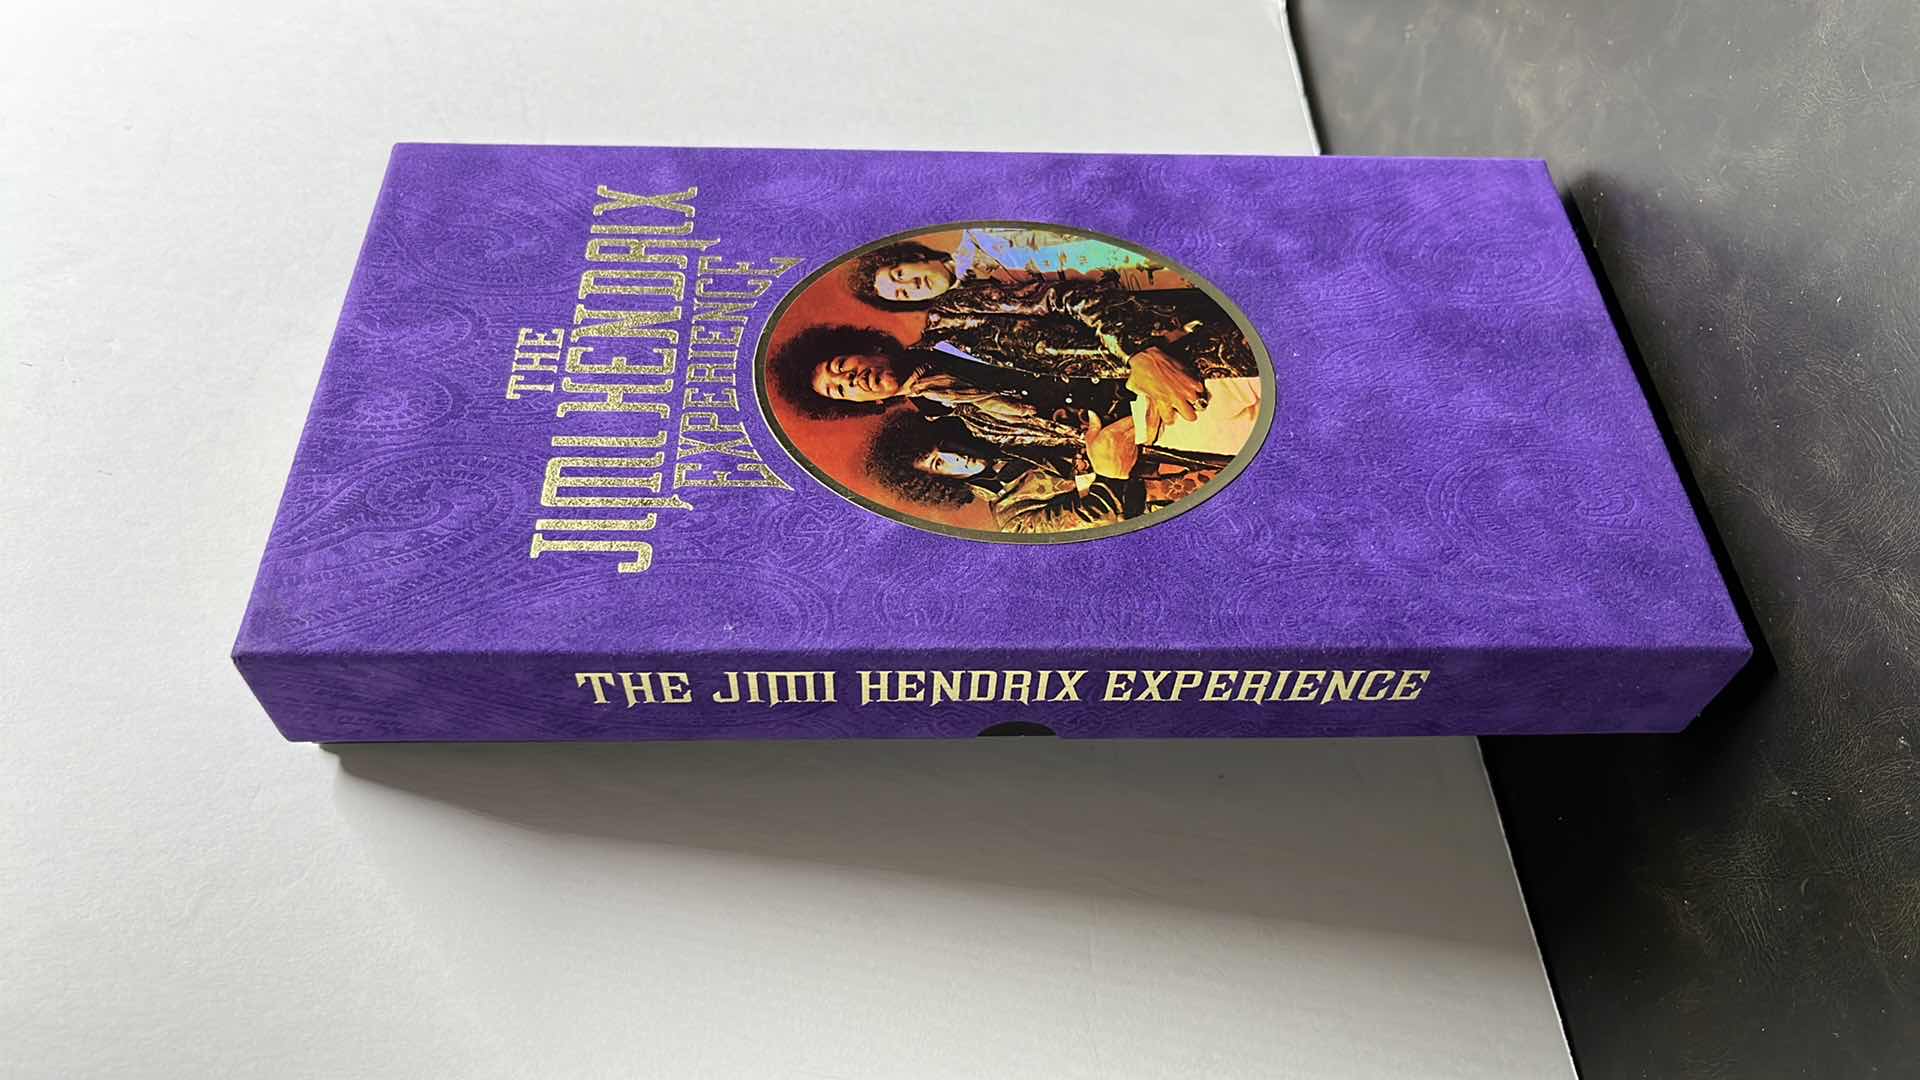 THE
JIMI HENDRIX
EXPERIENCE
THE JIMI HENDRIX EXPERIENCE